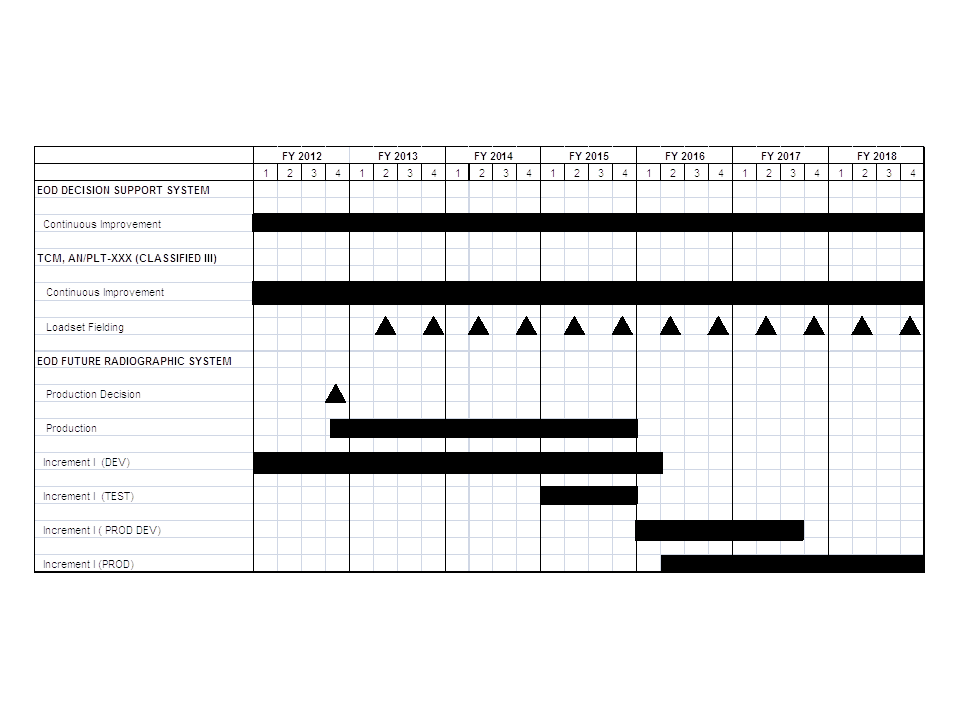 FY 2012 FY 2013 FY 2014 FY 2015 FY 2016 FY 2017 FY 2018
1 2 3 4 1 2 3 4 1 2 3 4 1 2 3 4 1 2 3 4 1 2 3 4 1 2 3 4
EOD DECISION SUPPORT SYSTEM
Continuous Improvement
TCM, AN/PLT-XXX (CLASSIFIED III)
Continuous Improvement
Loadset Fielding
EOD FUTURE RADIOGRAPHIC SYSTEM
Production Decision
Production
Increment I (DEV)
Increment I (TEST)
Increment I ( PROD DEV)
Increment I (PROD)